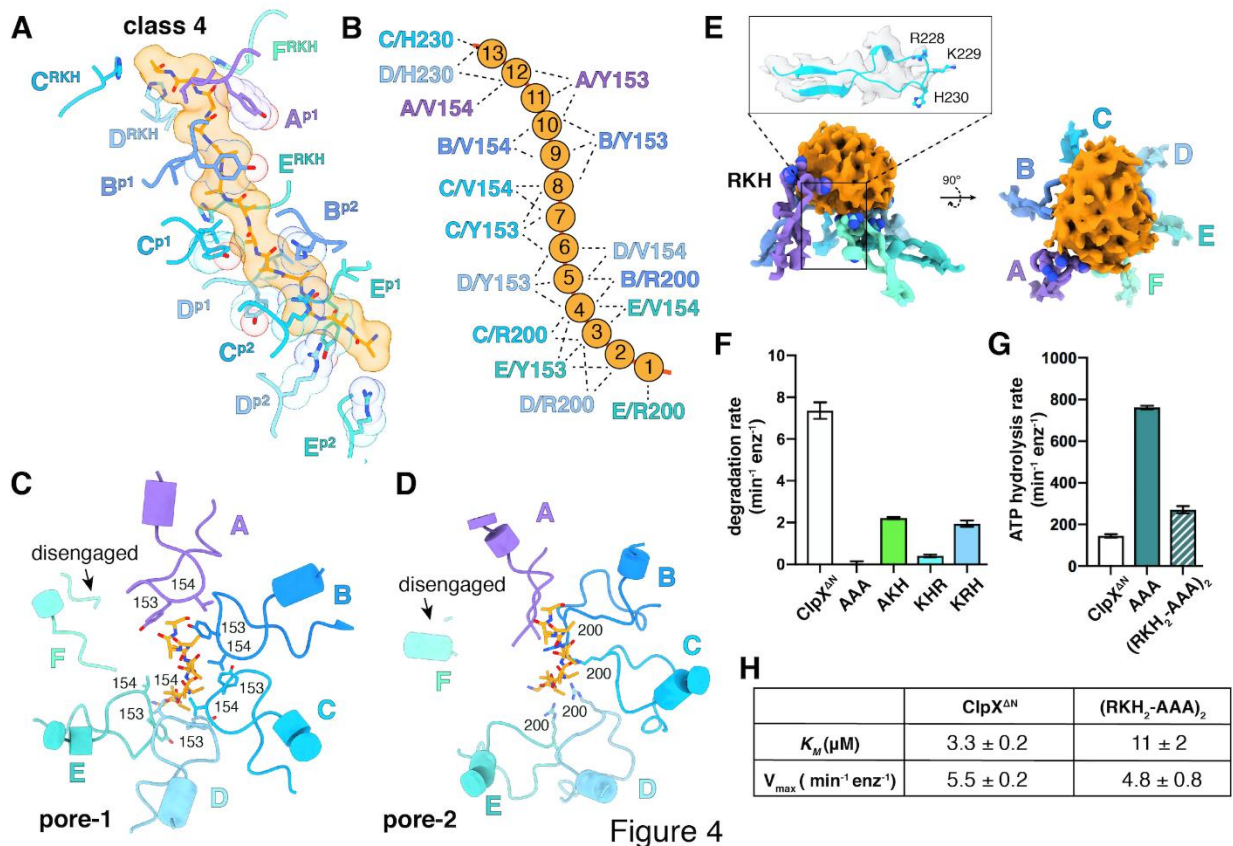 A
class 4
C^RKH
F^RKH
A^p1
D^RKH
B^p1
E^RKH
B^p2
C^p1
E^p1
D^p1
C^p2
D^p2
E^p2
B
C/H230
13
D/H230
12
A/Y153
11
A/V154
10
B/Y153
B/V154
9
C/V154
8
7
C/Y153
6
D/V154
D/Y153
5
B/R200
4
E/V154
C/R200
3
E/Y153
2
1
D/R200
E/R200
C
A
disengaged
154
153
B
153
154
F
154
154
153
153
154
C
153
E
D
pore-1
D
A
disengaged
B
200
F
C
200
200
E
D
pore-2
E
R228
K229
H230
RKH
90°
C
D
B
E
A
F
F
degradation rate
(min⁻¹ enz⁻¹)
8
6
4
2
0
ClpX^ΔN
AAA
AKH
KHR
KRH
G
ATP hydrolysis rate
(min⁻¹ enz⁻¹)
1000
800
600
400
200
0
ClpX^ΔN
AAA
(RKH₂-AAA)₂
H
ClpX^ΔN (RKH₂-AAA)₂
K_M (μM) 3.3 ± 0.2 11 ± 2
V_max ( min⁻¹ enz⁻¹) 5.5 ± 0.2 4.8 ± 0.8
Figure 4